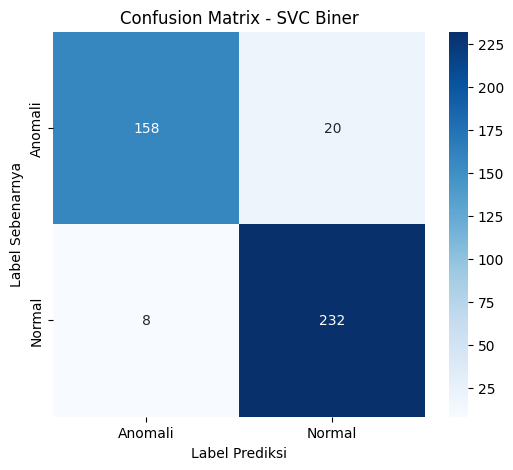 Confusion Matrix - SVC Biner
Label Sebenarnya
Anomali
158
20
Normal
8
232
Anomali
Normal
Label Prediksi
225
200
175
150
125
100
75
50
25